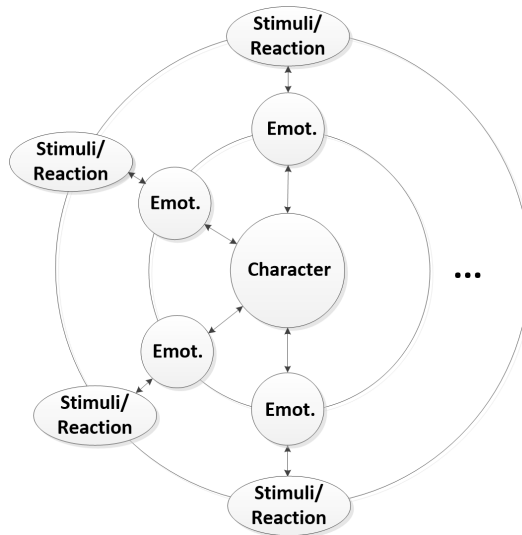 Stimuli/
Reaction
Emot.
Stimuli/
Reaction
Emot.
Character
...
Emot.
Stimuli/
Reaction
Emot.
Stimuli/
Reaction